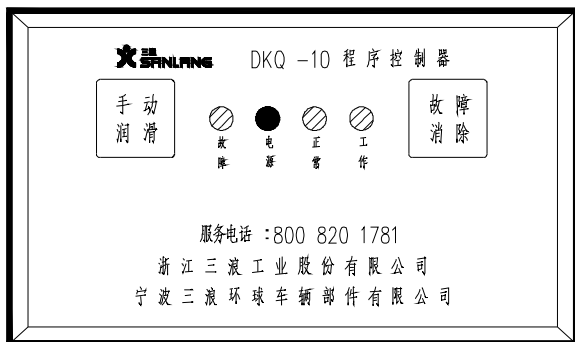 三浪
SANLANG DKQ -10 程序控制器
手动
润滑
故障
电源
正常
工作
故障
消除
服务电话 :800 820 1781
浙江三浪工业股份有限公司
宁波三浪环球车辆部件有限公司